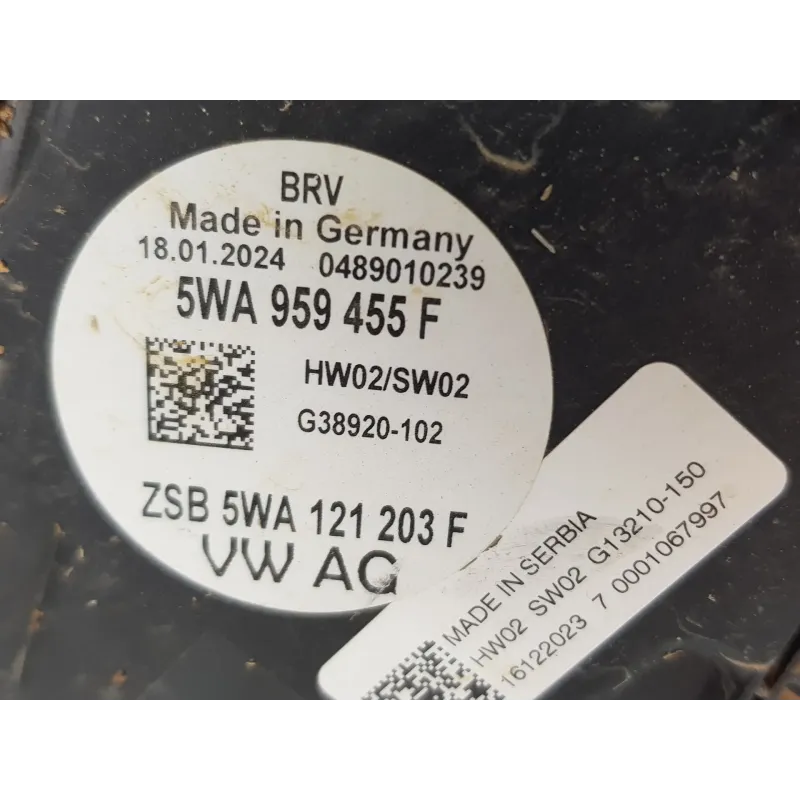 BRV
Made in Germany
18.01.2024 0489010239
5WA 959 455 F
HW02/SW02
G38920-102
ZSB 5WA 121 203 F
VW AG
MADE IN SERBIA
HW02 SW02 G13210-150
16122023 7 0001067997